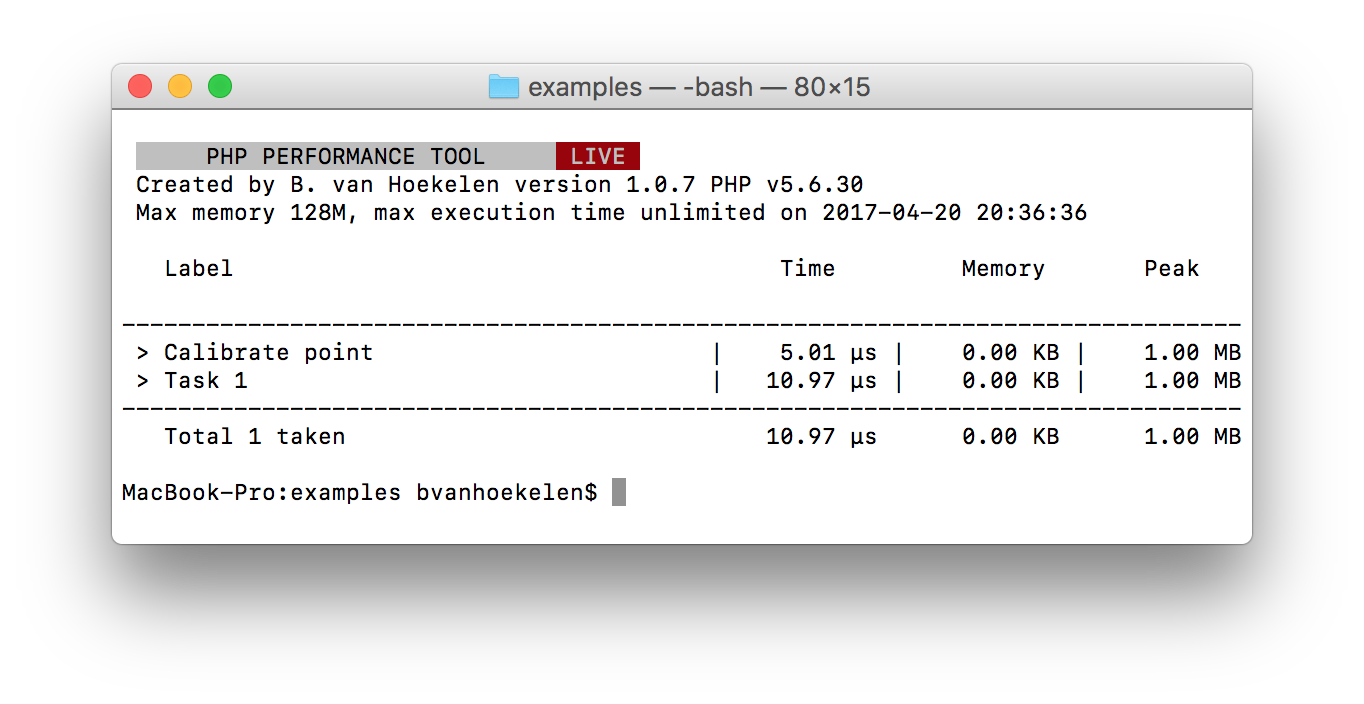 examples — -bash — 80×15
PHP PERFORMANCE TOOL LIVE
Created by B. van Hoekelen version 1.0.7 PHP v5.6.30
Max memory 128M, max execution time unlimited on 2017-04-20 20:36:36
Label Time Memory Peak
--------------------------------------------------------------------------------
> Calibrate point | 5.01 µs | 0.00 KB | 1.00 MB
> Task 1 | 10.97 µs | 0.00 KB | 1.00 MB
--------------------------------------------------------------------------------
Total 1 taken 10.97 µs 0.00 KB 1.00 MB
MacBook-Pro:examples bvanhoekelen$